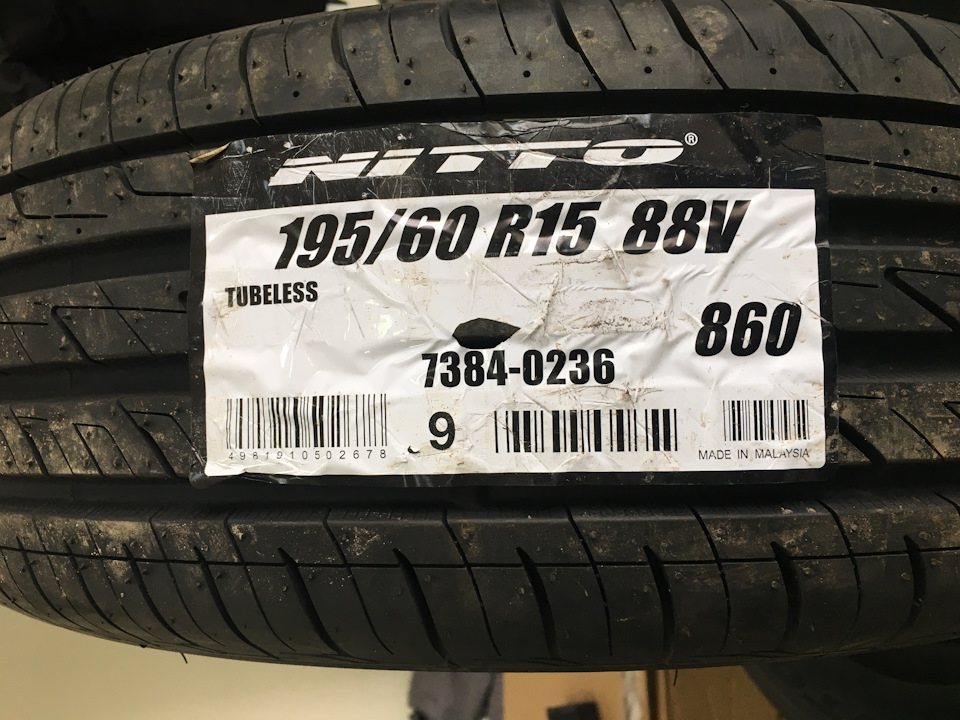 NITTO®
195/60 R15 88V
TUBELESS
860
7384-0236
9
4981910502678
MADE IN MALAYSIA